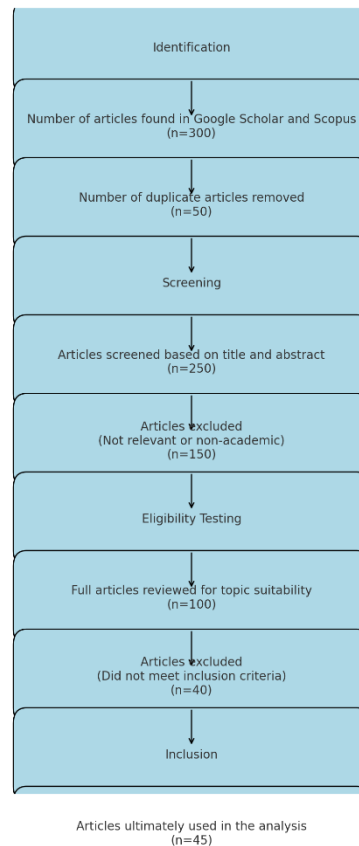 Identification
Number of articles found in Google Scholar and Scopus
(n=300)
Number of duplicate articles removed
(n=50)
Screening
Articles screened based on title and abstract
(n=250)
Articles excluded
(Not relevant or non-academic)
(n=150)
Eligibility Testing
Full articles reviewed for topic suitability
(n=100)
Articles excluded
(Did not meet inclusion criteria)
(n=40)
Inclusion
Articles ultimately used in the analysis
(n=45)